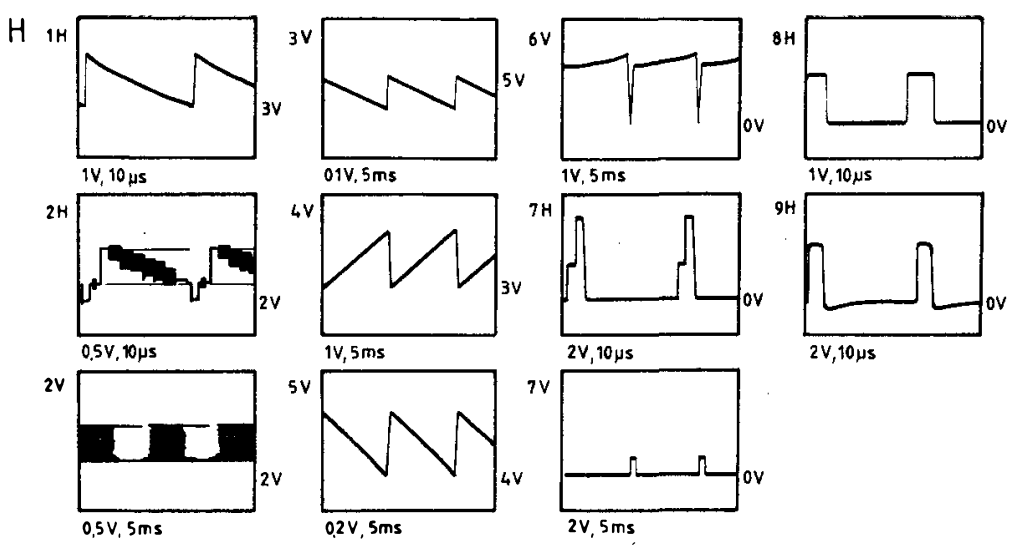 H
1H
3V
1V, 10µs
3V
5V
01V, 5ms
6V
0V
1V, 5ms
8H
0V
1V, 10µs
2H
2V
0,5V, 10µs
4V
3V
1V, 5ms
7H
0V
2V, 10µs
9H
0V
2V, 10µs
2V
2V
0,5V, 5ms
5V
4V
0,2V, 5ms
7V
0V
2V, 5ms